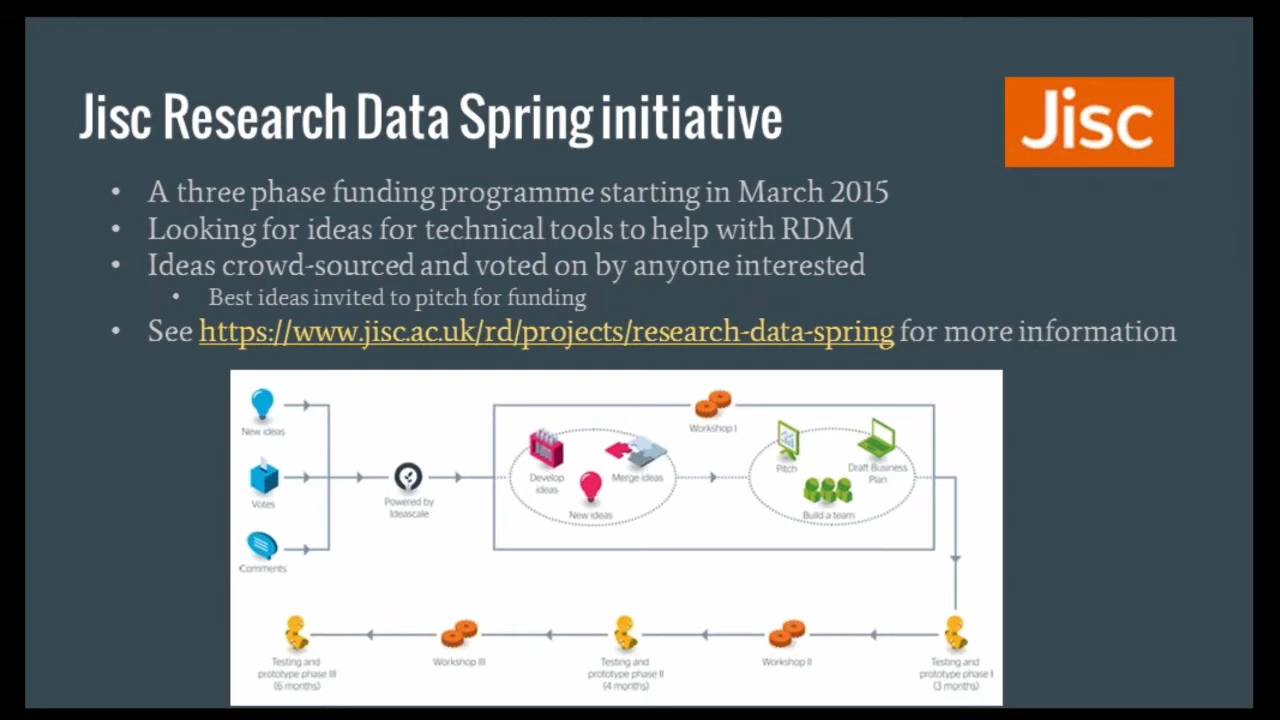 Jisc Research Data Spring initiative
Jisc
• A three phase funding programme starting in March 2015
• Looking for ideas for technical tools to help with RDM
• Ideas crowd-sourced and voted on by anyone interested
• Best ideas invited to pitch for funding
• See https://www.jisc.ac.uk/rd/projects/research-data-spring for more information
New ideas
Votes
Comments
Powered by
Ideascale
Workshop I
Develop
ideas
Merge ideas
New ideas
Pitch
Draft Business
Plan
Build a team
Testing and
prototype phase III
(6 months)
Workshop III
Testing and
prototype phase II
(4 months)
Workshop II
Testing and
prototype phase I
(3 months)